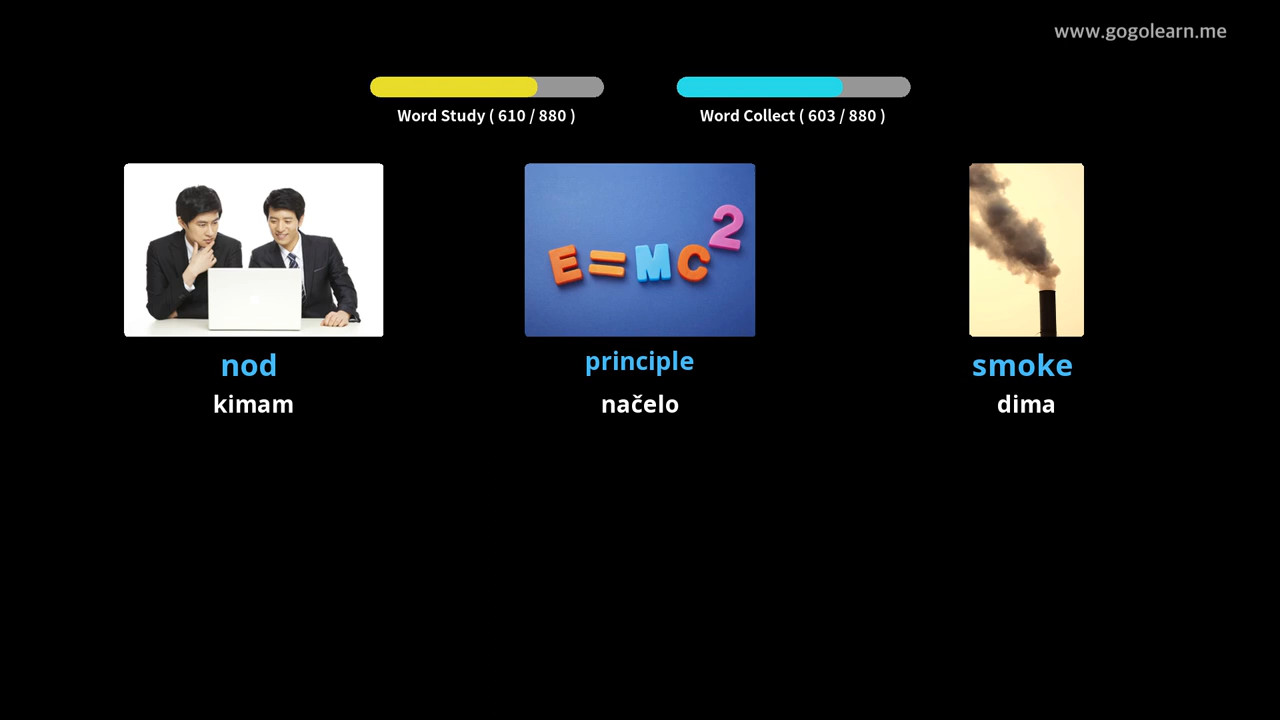 www.gogolearn.me
Word Study ( 610 / 880 )
Word Collect ( 603 / 880 )
E=MC2
nod
principle
smoke
kimam
načelo
dima